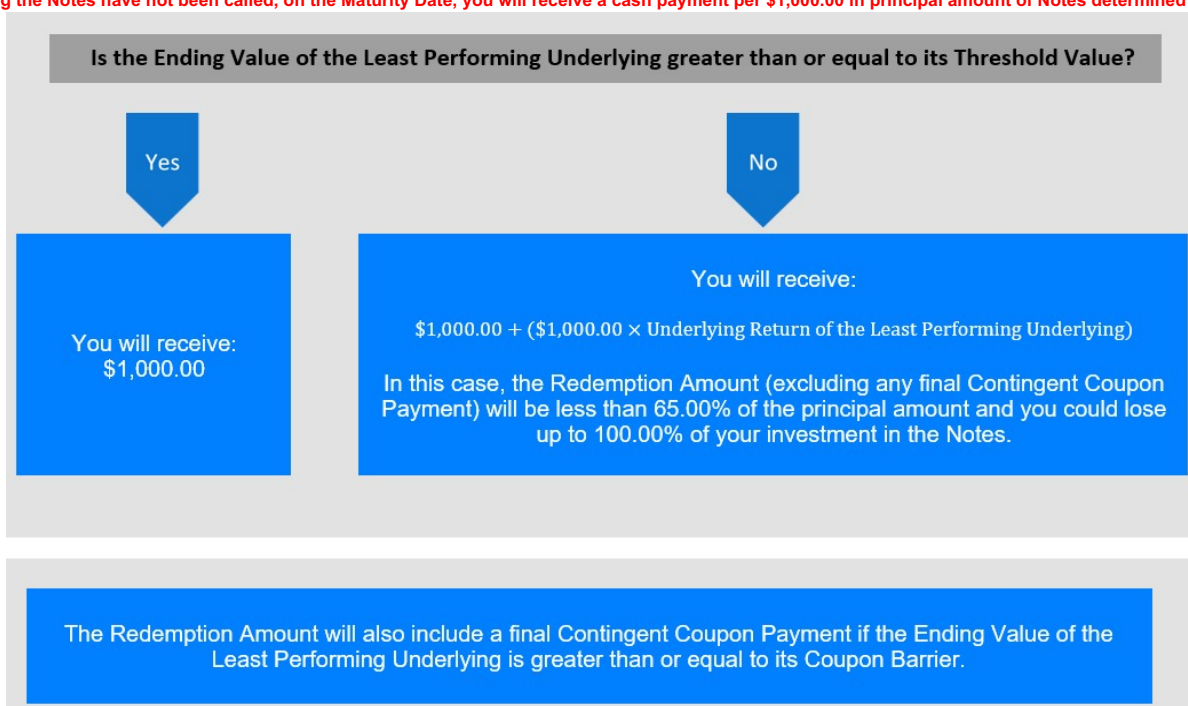 g the Notes have not been called, on the Maturity Date, you will receive a cash payment per $1,000.00 in principal amount of Notes determined
Is the Ending Value of the Least Performing Underlying greater than or equal to its Threshold Value?
Yes
No
You will receive:
$1,000.00
You will receive:
$1,000.00 + ($1,000.00 × Underlying Return of the Least Performing Underlying)
In this case, the Redemption Amount (excluding any final Contingent Coupon
Payment) will be less than 65.00% of the principal amount and you could lose
up to 100.00% of your investment in the Notes.
The Redemption Amount will also include a final Contingent Coupon Payment if the Ending Value of the
Least Performing Underlying is greater than or equal to its Coupon Barrier.